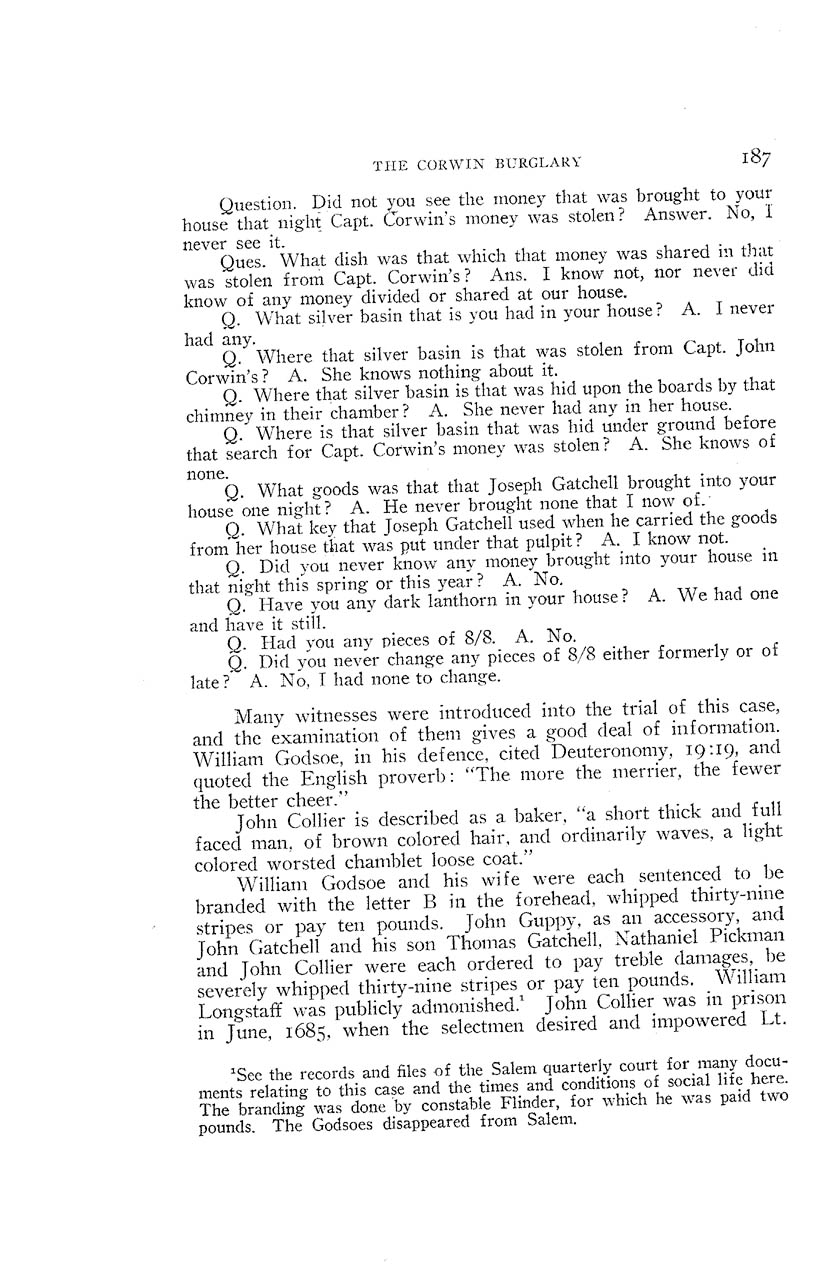 THE CORWIN BURGLARY 187
Question. Did not you see the money that was brought to your
house that night Capt. Corwin's money was stolen? Answer. No, I
never see it.
Ques. What dish was that which that money was shared in that
was stolen from Capt. Corwin's? Ans. I know not, nor never did
know of any money divided or shared at our house.
Q. What silver basin that is you had in your house? A. I never
had any.
Q. Where that silver basin is that was stolen from Capt. John
Corwin's? A. She knows nothing about it.
Q. Where that silver basin is that was hid upon the boards by that
chimney in their chamber? A. She never had any in her house.
Q. Where is that silver basin that was hid under ground before
that search for Capt. Corwin's money was stolen? A. She knows of
none.
Q. What goods was that that Joseph Gatchell brought into your
house one night? A. He never brought none that I now of.
Q. What key that Joseph Gatchell used when he carried the goods
from her house that was put under that pulpit? A. I know not.
Q. Did you never know any money brought into your house in
that night this spring or this year? A. No.
Q. Have you any dark lanthorn in your house? A. We had one
and have it still.
Q. Had you any pieces of 8/8. A. No.
Q. Did you never change any pieces of 8/8 either formerly or of
late? A. No, I had none to change.
Many witnesses were introduced into the trial of this case,
and the examination of them gives a good deal of information.
William Godsoe, in his defence, cited Deuteronomy, 19:19, and
quoted the English proverb: "The more the merrier, the fewer
the better cheer."
John Collier is described as a baker, "a short thick and full
faced man, of brown colored hair, and ordinarily waves, a light
colored worsted chamblet loose coat."
William Godsoe and his wife were each sentenced to be
branded with the letter B in the forehead, whipped thirty-nine
stripes or pay ten pounds. John Guppy, as an accessory, and
John Gatchell and his son Thomas Gatchell, Nathaniel Pickman
and John Collier were each ordered to pay treble damages, be
severely whipped thirty-nine stripes or pay ten pounds. William
Longstaff was publicly admonished.¹ John Collier was in prison
in June, 1685, when the selectmen desired and impowered Lt.
¹See the records and files of the Salem quarterly court for many docu-
ments relating to this case and the times and conditions of social life here.
The branding was done by constable Flinder, for which he was paid two
pounds. The Godsoes disappeared from Salem.